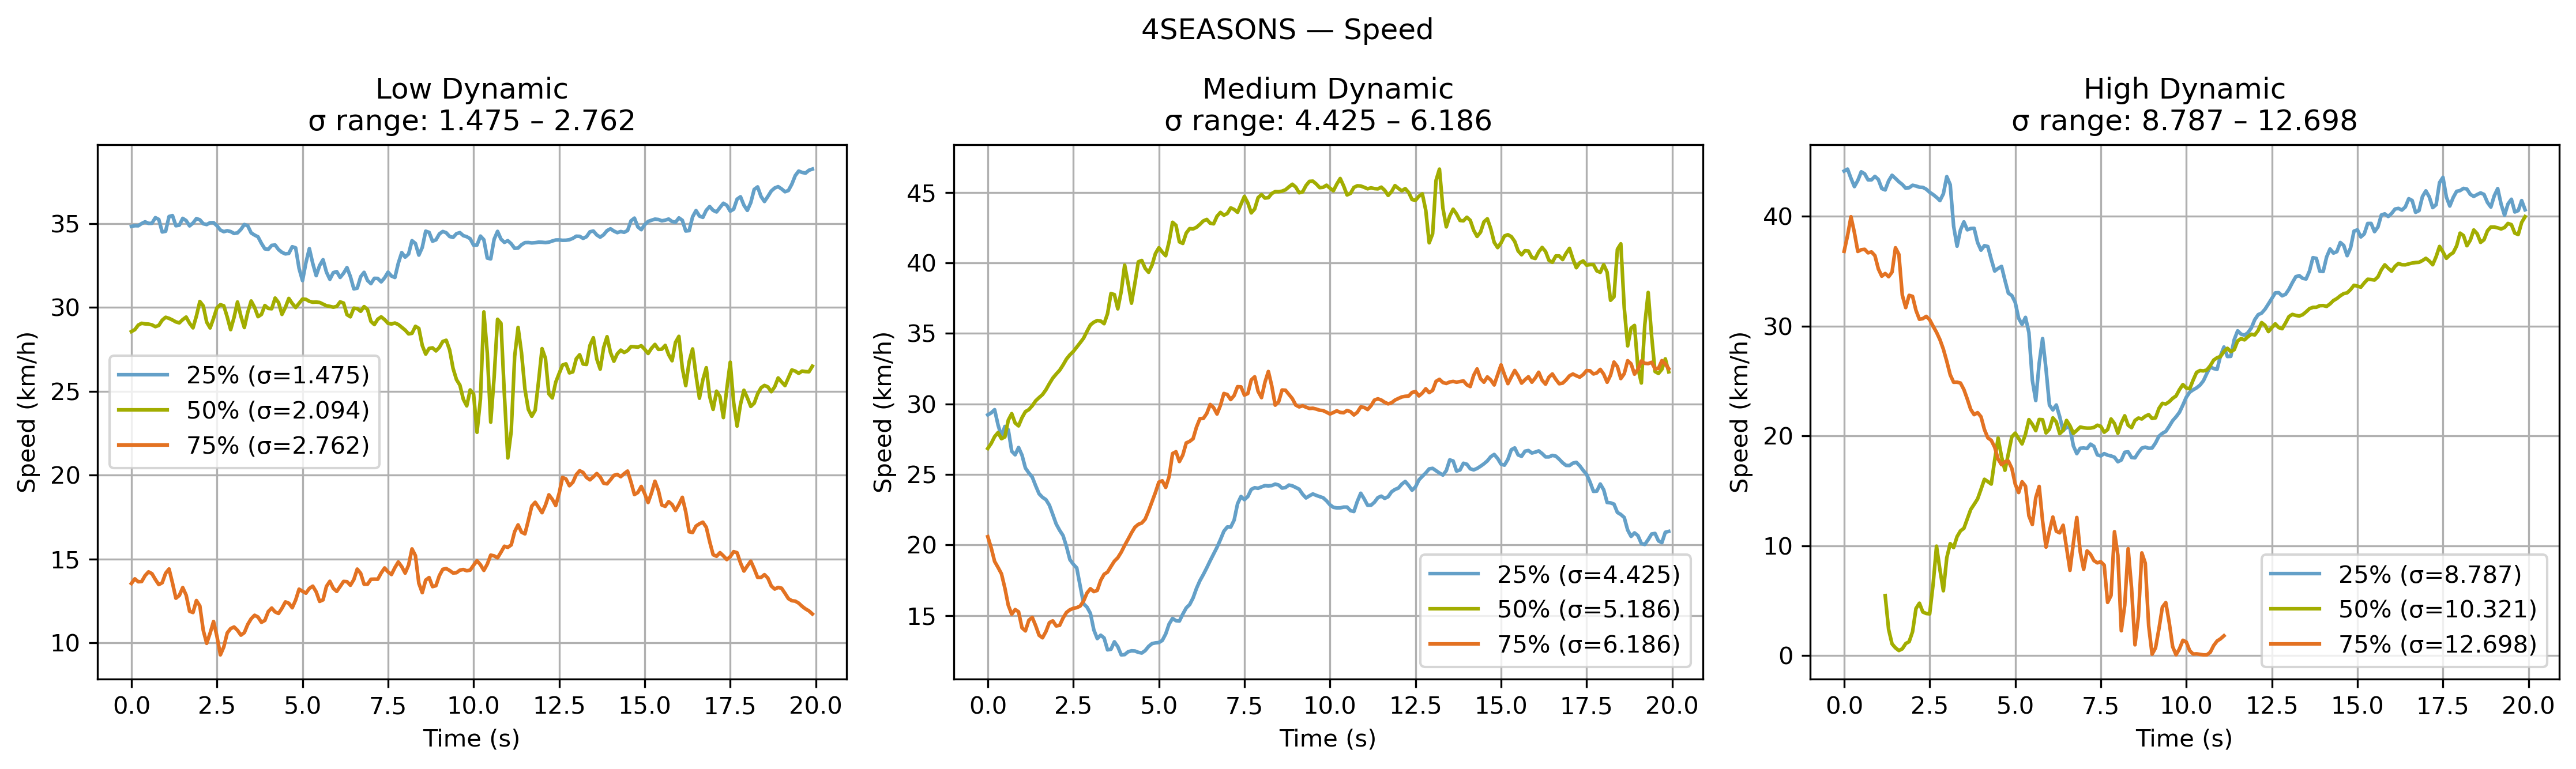 4SEASONS — Speed
Low Dynamic
σ range: 1.475 – 2.762
Speed (km/h)
35
30
25
20
15
10
25% (σ=1.475)
50% (σ=2.094)
75% (σ=2.762)
0.0 2.5 5.0 7.5 10.0 12.5 15.0 17.5 20.0
Time (s)
Medium Dynamic
σ range: 4.425 – 6.186
Speed (km/h)
45
40
35
30
25
20
15
25% (σ=4.425)
50% (σ=5.186)
75% (σ=6.186)
0.0 2.5 5.0 7.5 10.0 12.5 15.0 17.5 20.0
Time (s)
High Dynamic
σ range: 8.787 – 12.698
Speed (km/h)
40
30
20
10
0
25% (σ=8.787)
50% (σ=10.321)
75% (σ=12.698)
0.0 2.5 5.0 7.5 10.0 12.5 15.0 17.5 20.0
Time (s)